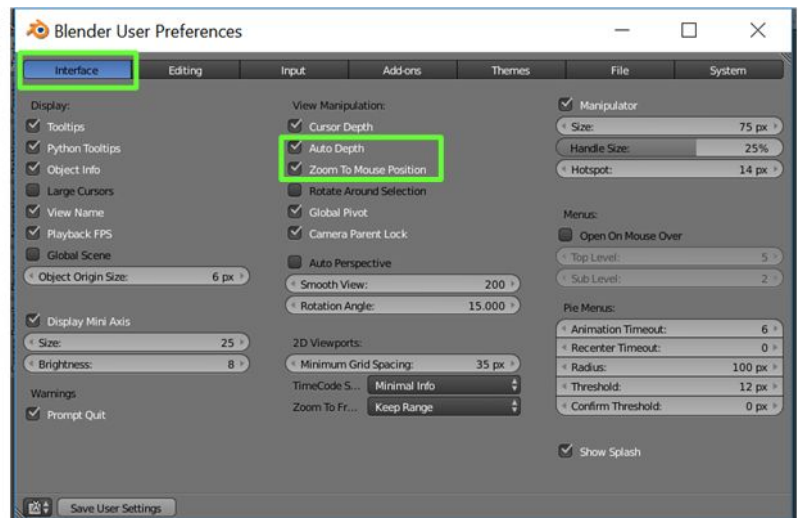 Blender User Preferences
Interface Editing Input Add-ons Themes File System
Display:
Tooltips
Python Tooltips
Object Info
Large Cursors
View Name
Playback FPS
Global Scene
Object Origin Size: 6 px
Display Mini Axis
Size: 25
Brightness: 8
Warnings
Prompt Quit
View Manipulation:
Cursor Depth
Auto Depth
Zoom To Mouse Position
Rotate Around Selection
Global Pivot
Camera Parent Lock
Auto Perspective
Smooth View: 200
Rotation Angle: 15.000
2D Viewports:
Minimum Grid Spacing: 35 px
TimeCode S... Minimal Info
Zoom To Fr... Keep Range
Manipulator
Size: 75 px
Handle Size: 25%
Hotspot: 14 px
Menus:
Open On Mouse Over
Top Level: 5
Sub Level: 2
Pie Menus:
Animation Timeout: 6
Recenter Timeout: 0
Radius: 100 px
Threshold: 12 px
Confirm Threshold: 0 px
Show Splash
Save User Settings